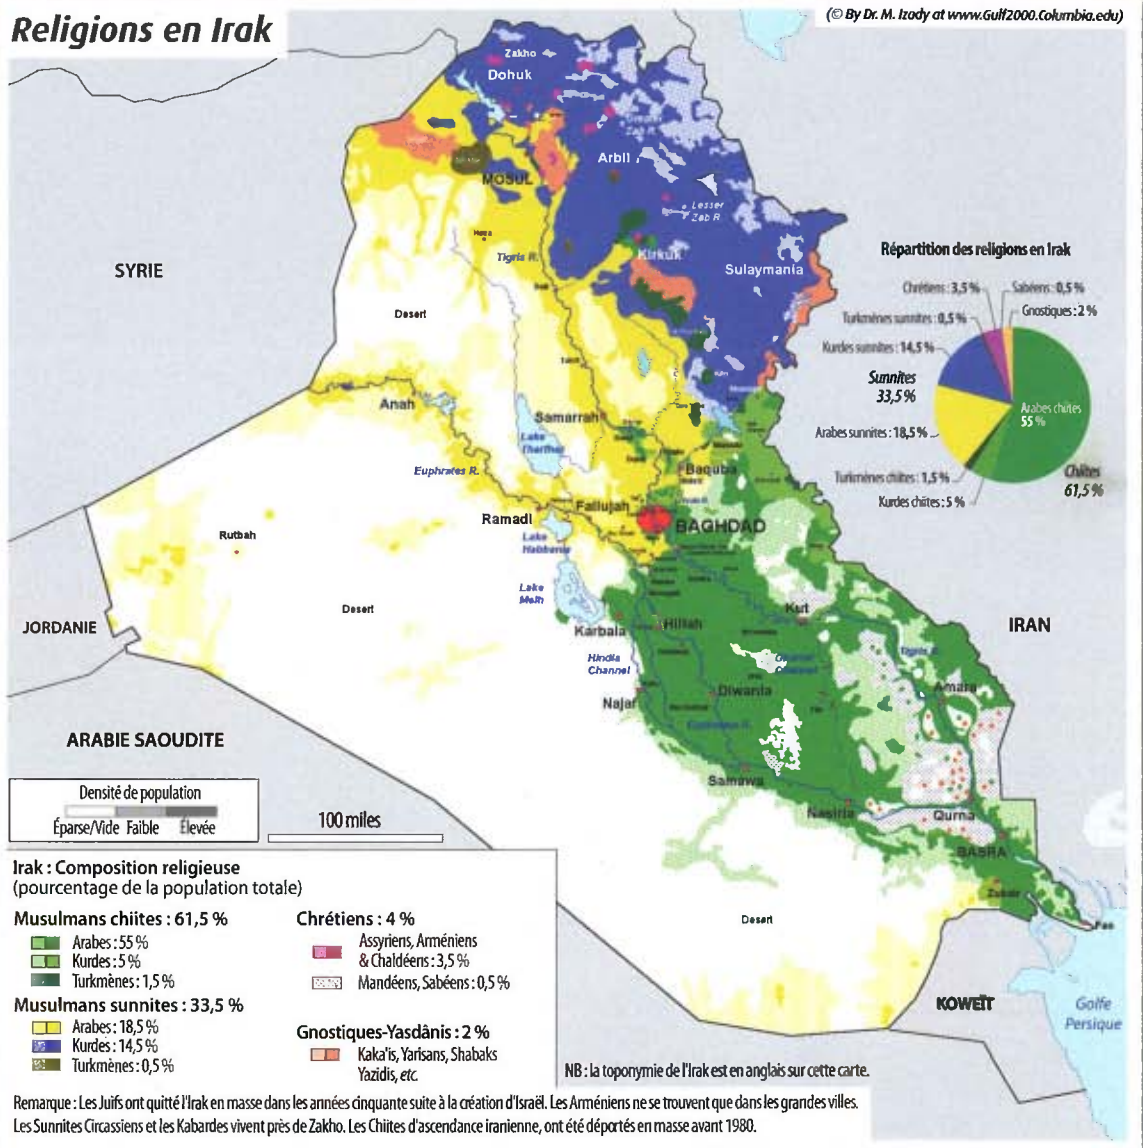 Religions en Irak
(© By Dr. M. Izady at www.Gulf2000.Columbia.edu)
Zakho
Dohuk
Zab R.
Arbil
MOSUL
Lesser
Zab R
Hatra
Kirkuk
Tigris R.
Sulaymania
SYRIE
Desert
Répartition des religions en Irak
Chrétiens : 3,5 %
Sabéens : 0,5 %
Turkmènes sunnites : 0,5 %
Gnostiques : 2 %
Kurdes sunnites : 14,5 %
Sunnites
33,5 %
Arabes chiites
55 %
Arabes sunnites : 18,5 %
Turkmènes chiites : 1,5 %
Kurdes chiites : 5 %
Chiites
61,5 %
Anah
Samarrah
Lake
Tharthar
Euphrates R.
Baquba
Fallujah
Ramadi
BAGHDAD
Rutbah
Lake
Habbania
Lake
Melh
Desert
JORDANIE
IRAN
Kut
Karbala
Hillah
Hindia
Channel
Channel
Tigris R.
Najaf
Diwania
Amara
Euphrates R.
ARABIE SAOUDITE
Samawa
Nasiria
Qurna
BASRA
Zubair
Fao
Desert
KOWEÏT
Golfe
Persique
Densité de population
Éparse/Vide Faible Élevée
100 miles
Irak : Composition religieuse
(pourcentage de la population totale)
Musulmans chiites : 61,5 %
Arabes : 55 %
Kurdes : 5 %
Turkmènes : 1,5 %
Musulmans sunnites : 33,5 %
Arabes : 18,5 %
Kurdes : 14,5 %
Turkmènes : 0,5 %
Chrétiens : 4 %
Assyriens, Arméniens
& Chaldéens : 3,5 %
Mandéens, Sabéens : 0,5 %
Gnostiques-Yasdânis : 2 %
Kaka'is, Yarisans, Shabaks
Yazidis, etc.
NB : la toponymie de l'Irak est en anglais sur cette carte.
Remarque : Les Juifs ont quitté l'Irak en masse dans les années cinquante suite à la création d'Israël. Les Arméniens ne se trouvent que dans les grandes villes.
Les Sunnites Circassiens et les Kabardes vivent près de Zakho. Les Chiites d'ascendance iranienne, ont été déportés en masse avant 1980.